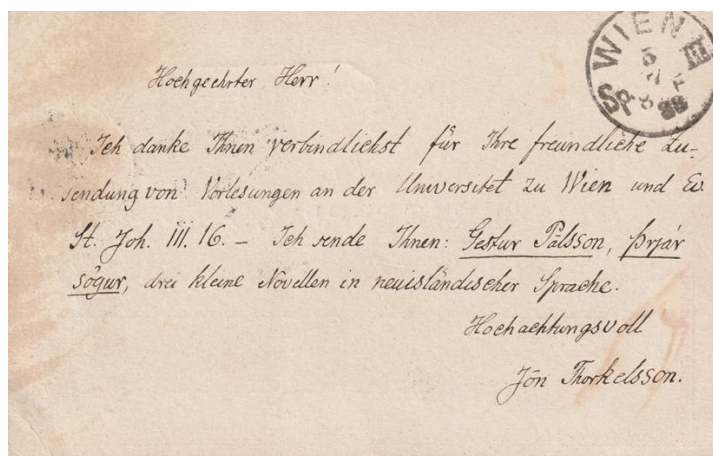 WIEN
III
Hochgeehrter Herr!
Ich danke Ihnen verbindlichst für Ihre freundliche Zu-
sendung von Vorlesungen an der Universitet zu Wien und Ev.
St. Joh. III. 16. – Ich sende Ihnen: Gestur Pálsson, Þrjár
sögur, drei kleine Novellen in neuisländischer Sprache.
Hochachtungsvoll
Jón Thorkelsson.